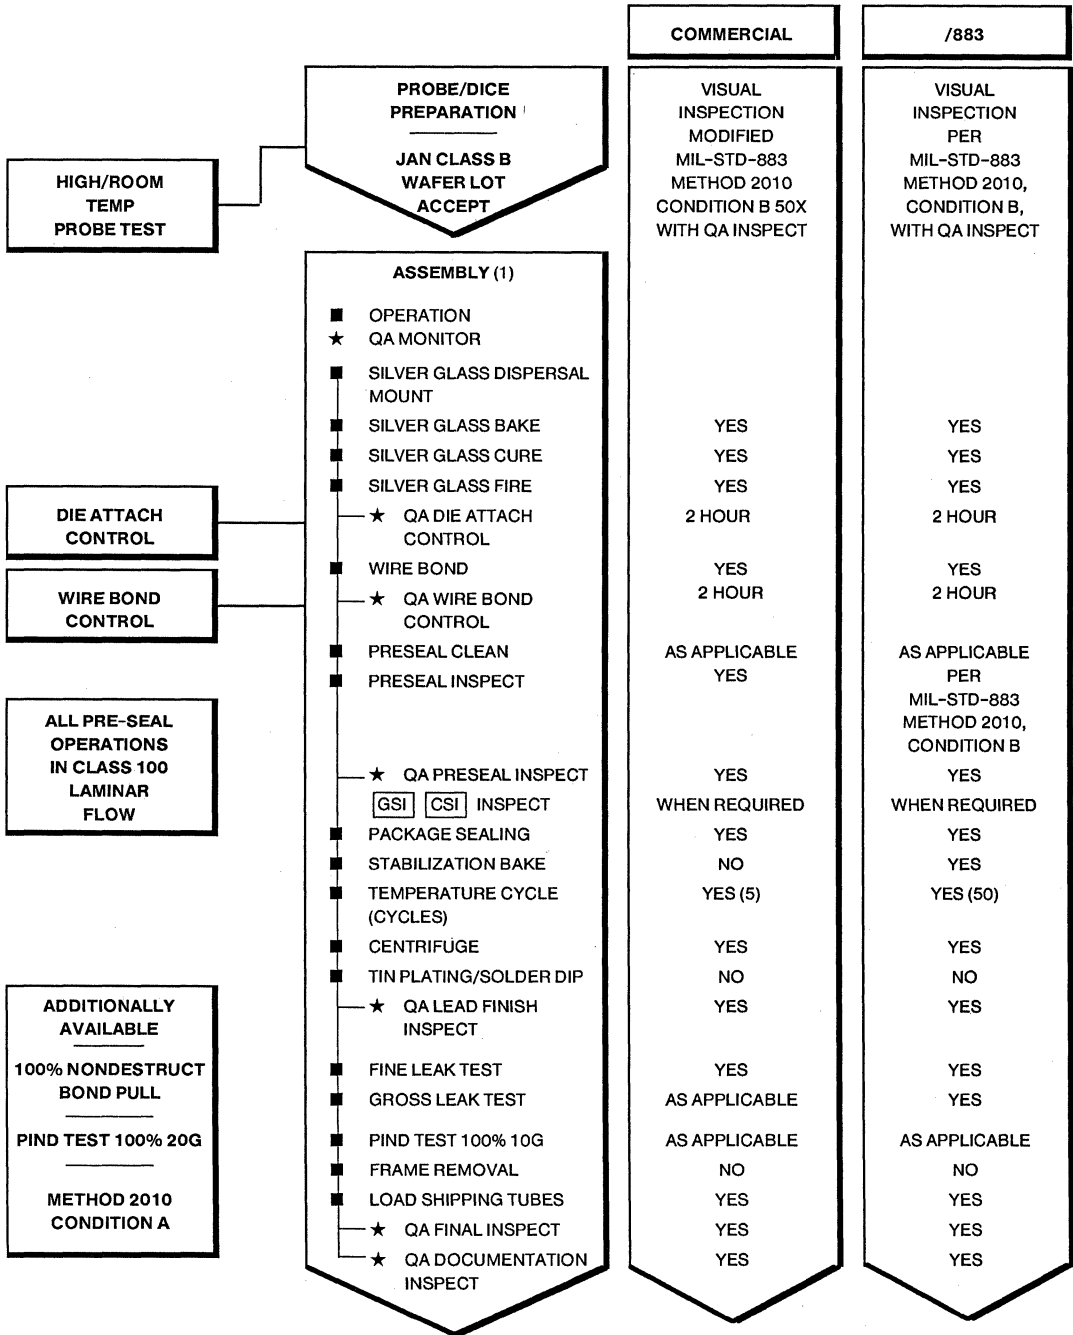 COMMERCIAL
/883
PROBE/DICE
PREPARATION
JAN CLASS B
WAFER LOT
ACCEPT
VISUAL
INSPECTION
MODIFIED
MIL-STD-883
METHOD 2010
CONDITION B 50X
WITH QA INSPECT
VISUAL
INSPECTION
PER
MIL-STD-883
METHOD 2010,
CONDITION B,
WITH QA INSPECT
HIGH/ROOM
TEMP
PROBE TEST
ASSEMBLY (1)
■ OPERATION
★ QA MONITOR
■ SILVER GLASS DISPERSAL
MOUNT
■ SILVER GLASS BAKE YES YES
■ SILVER GLASS CURE YES YES
■ SILVER GLASS FIRE YES YES
DIE ATTACH
CONTROL
★ QA DIE ATTACH 2 HOUR 2 HOUR
CONTROL
■ WIRE BOND YES YES
WIRE BOND
CONTROL
★ QA WIRE BOND 2 HOUR 2 HOUR
CONTROL
■ PRESEAL CLEAN AS APPLICABLE AS APPLICABLE
■ PRESEAL INSPECT YES PER
MIL-STD-883
METHOD 2010,
CONDITION B
ALL PRE-SEAL
OPERATIONS
IN CLASS 100
LAMINAR
FLOW
★ QA PRESEAL INSPECT YES YES
GSI CSI INSPECT WHEN REQUIRED WHEN REQUIRED
■ PACKAGE SEALING YES YES
■ STABILIZATION BAKE NO YES
■ TEMPERATURE CYCLE YES (5) YES (50)
(CYCLES)
■ CENTRIFUGE YES YES
■ TIN PLATING/SOLDER DIP NO NO
★ QA LEAD FINISH YES YES
INSPECT
ADDITIONALLY
AVAILABLE
100% NONDESTRUCT
BOND PULL
PIND TEST 100% 20G
METHOD 2010
CONDITION A
■ FINE LEAK TEST YES YES
■ GROSS LEAK TEST AS APPLICABLE YES
■ PIND TEST 100% 10G AS APPLICABLE AS APPLICABLE
■ FRAME REMOVAL NO NO
■ LOAD SHIPPING TUBES YES YES
★ QA FINAL INSPECT YES YES
★ QA DOCUMENTATION YES YES
INSPECT